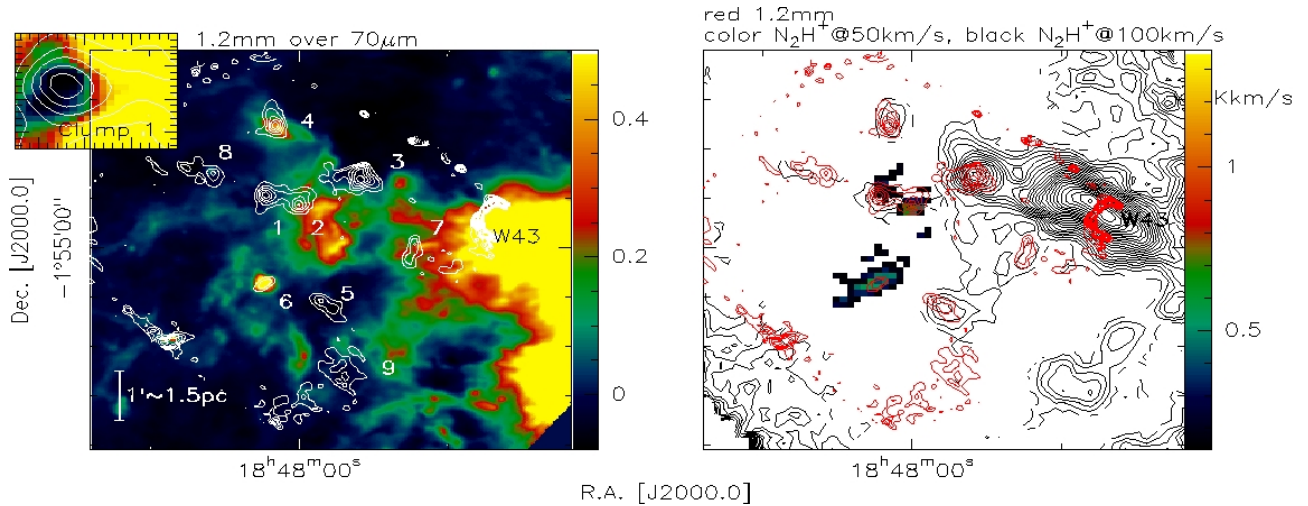 1.2mm over 70μm
Clump 1
4
8
3
1
2
7
W43
6
5
9
1'~1.5pc
0.4
0.2
0
Dec. [J2000.0]
−1°55'00"
18ʰ48ᵐ00ˢ
red 1.2mm
color N₂H⁺@50km/s, black N₂H⁺@100km/s
Kkm/s
W43
1
0.5
18ʰ48ᵐ00ˢ
R.A. [J2000.0]